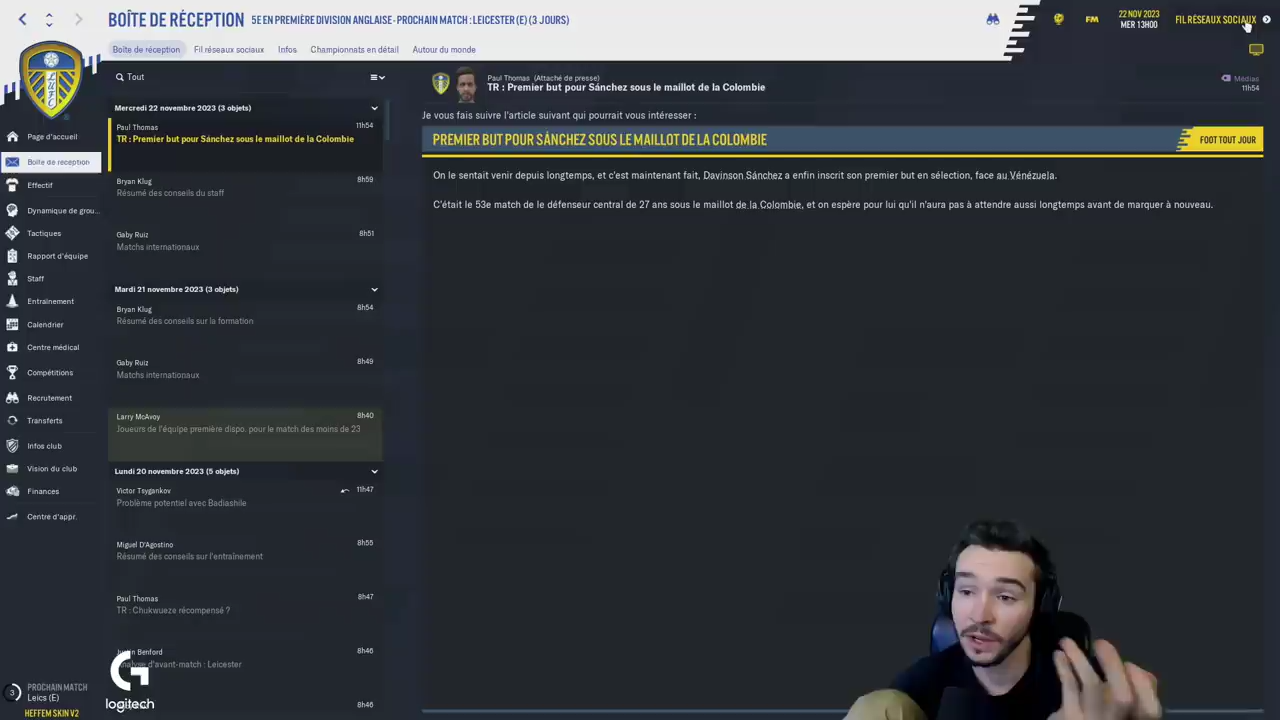 BOÎTE DE RÉCEPTION
5E EN PREMIÈRE DIVISION ANGLAISE - PROCHAIN MATCH : LEICESTER (E) (3 JOURS)
FM
22 NOV 2023
MER 13H00
FIL RÉSEAUX SOCIAUX
Boîte de réception
Fil réseaux sociaux
Infos
Championnats en détail
Autour du monde
Page d'accueil
Boîte de réception
Effectif
Dynamique de grou...
Tactiques
Rapport d'équipe
Staff
Entraînement
Calendrier
Centre médical
Compétitions
Recrutement
Transferts
Infos club
Vision du club
Finances
Centre d'appr.
3
PROCHAIN MATCH
Leics (E)
HEFFEM SKIN V2
Tout
Mercredi 22 novembre 2023 (3 objets)
Paul Thomas 11h54
TR : Premier but pour Sánchez sous le maillot de la Colombie
Bryan Klug 8h59
Résumé des conseils du staff
Gaby Ruiz 8h51
Matchs internationaux
Mardi 21 novembre 2023 (3 objets)
Bryan Klug 8h54
Résumé des conseils sur la formation
Gaby Ruiz 8h49
Matchs internationaux
Larry McAvoy 8h40
Joueurs de l'équipe première dispo. pour le match des moins de 23
Lundi 20 novembre 2023 (5 objets)
Victor Tsygankov 11h47
Problème potentiel avec Badiashile
Miguel D'Agostino 8h55
Résumé des conseils sur l'entraînement
Paul Thomas 8h47
TR : Chukwueze récompensé ?
Benford 8h46
d'avant-match : Leicester
8h46
logitech
Paul Thomas (Attaché de presse)
TR : Premier but pour Sánchez sous le maillot de la Colombie
Médias
11h54
Je vous fais suivre l'article suivant qui pourrait vous intéresser :
PREMIER BUT POUR SÁNCHEZ SOUS LE MAILLOT DE LA COLOMBIE
FOOT TOUT JOUR
On le sentait venir depuis longtemps, et c'est maintenant fait, Davinson Sánchez a enfin inscrit son premier but en sélection, face au Vénézuela.
C'était le 53e match de le défenseur central de 27 ans sous le maillot de la Colombie, et on espère pour lui qu'il n'aura pas à attendre aussi longtemps avant de marquer à nouveau.